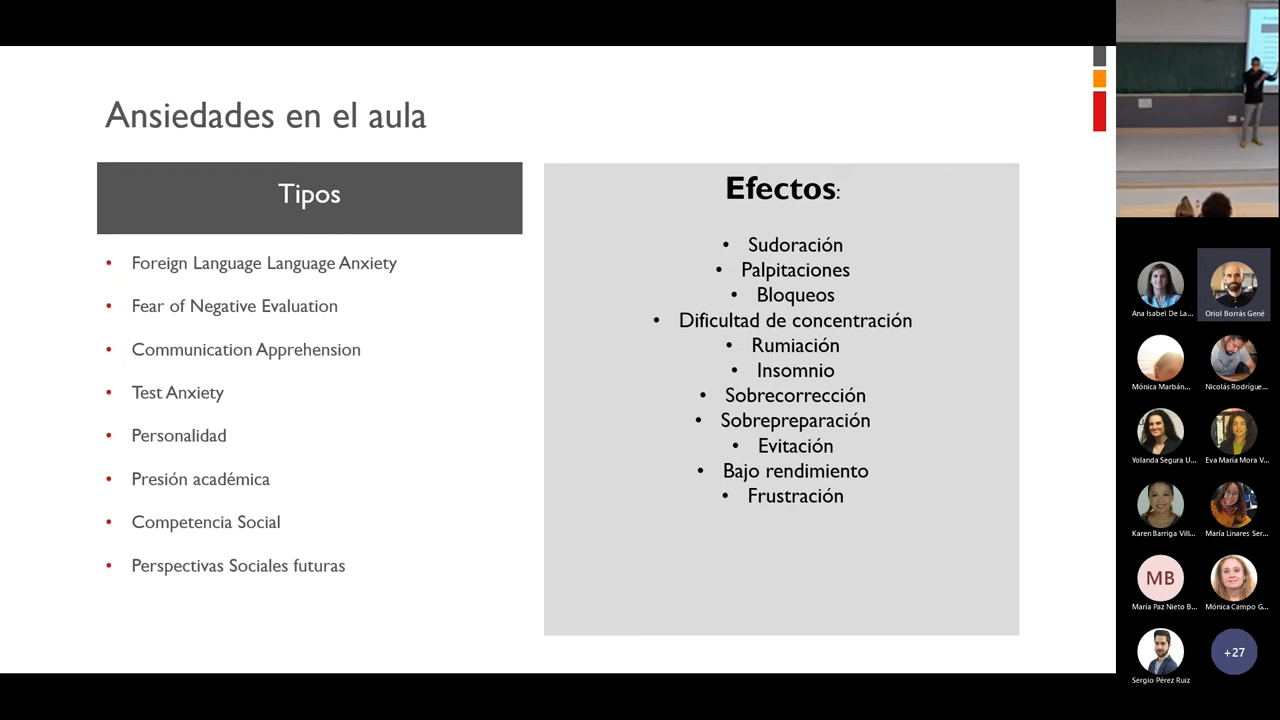 Ansiedades en el aula
Tipos
• Foreign Language Language Anxiety
• Fear of Negative Evaluation
• Communication Apprehension
• Test Anxiety
• Personalidad
• Presión académica
• Competencia Social
• Perspectivas Sociales futuras
Efectos:
• Sudoración
• Palpitaciones
• Bloqueos
• Dificultad de concentración
• Rumiación
• Insomnio
• Sobrecorrección
• Sobrepreparación
• Evitación
• Bajo rendimiento
• Frustración
Ana Isabel De La...
Oriol Borrás Gené
Mónica Marbán...
Nicolás Rodrígue...
Yolanda Segura U...
Eva María Mora V...
Karen Barriga Vill...
María Linares Ser...
MB
María Paz Nieto B...
Mónica Campo G...
Sergio Pérez Ruiz
+27